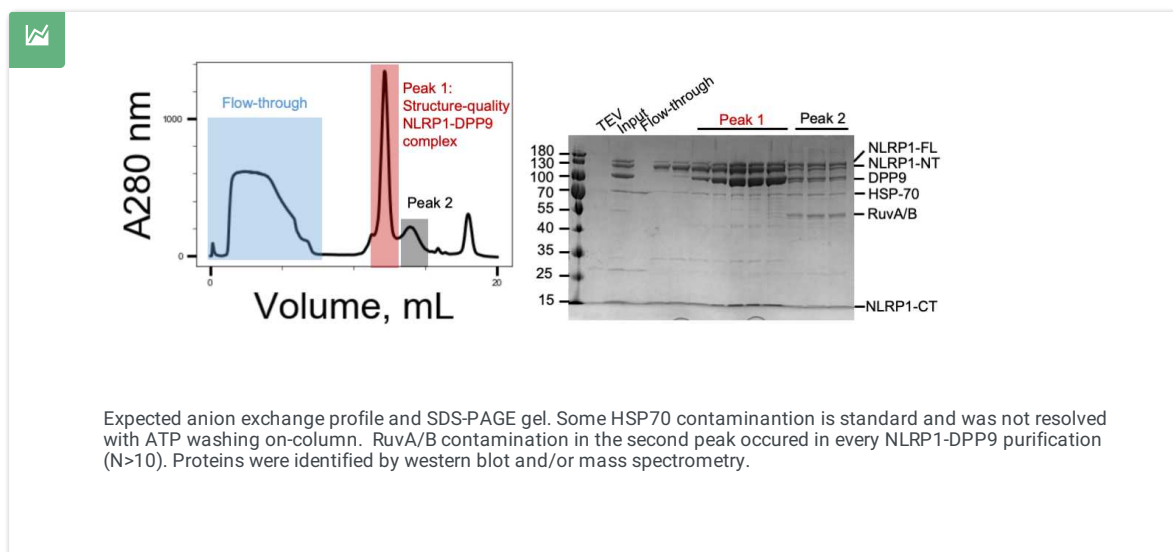 Flow-through
Peak 1:
Structure-quality
NLRP1-DPP9
complex
Peak 2
A280 nm
1000
0
0
20
Volume, mL
TEV
Input
Flow-through
Peak 1
Peak 2
180
130
100
70
55
40
35
25
15
NLRP1-FL
NLRP1-NT
DPP9
HSP-70
RuvA/B
NLRP1-CT
Expected anion exchange profile and SDS-PAGE gel. Some HSP70 contaminantion is standard and was not resolved
with ATP washing on-column. RuvA/B contamination in the second peak occured in every NLRP1-DPP9 purification
(N>10). Proteins were identified by western blot and/or mass spectrometry.